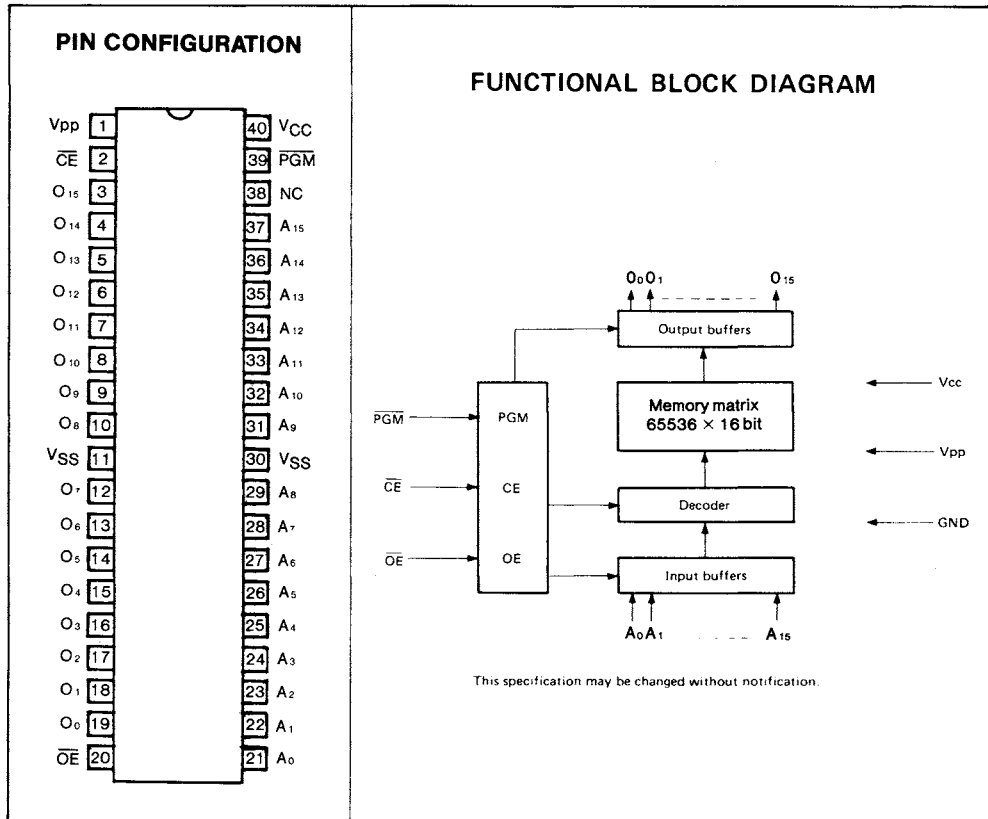 PIN CONFIGURATION
Vpp 1 40 VCC
CE 2 39 PGM
O15 3 38 NC
O14 4 37 A15
O13 5 36 A14
O12 6 35 A13
O11 7 34 A12
O10 8 33 A11
O9 9 32 A10
O8 10 31 A9
VSS 11 30 VSS
O7 12 29 A8
O6 13 28 A7
O5 14 27 A6
O4 15 26 A5
O3 16 25 A4
O2 17 24 A3
O1 18 23 A2
O0 19 22 A1
OE 20 21 A0
FUNCTIONAL BLOCK DIAGRAM
O0 O1 O15
Output buffers
Memory matrix
65536 × 16 bit
Vcc
PGM PGM
Vpp
CE CE
Decoder
GND
OE OE
Input buffers
A0 A1 A15
This specification may be changed without notification.